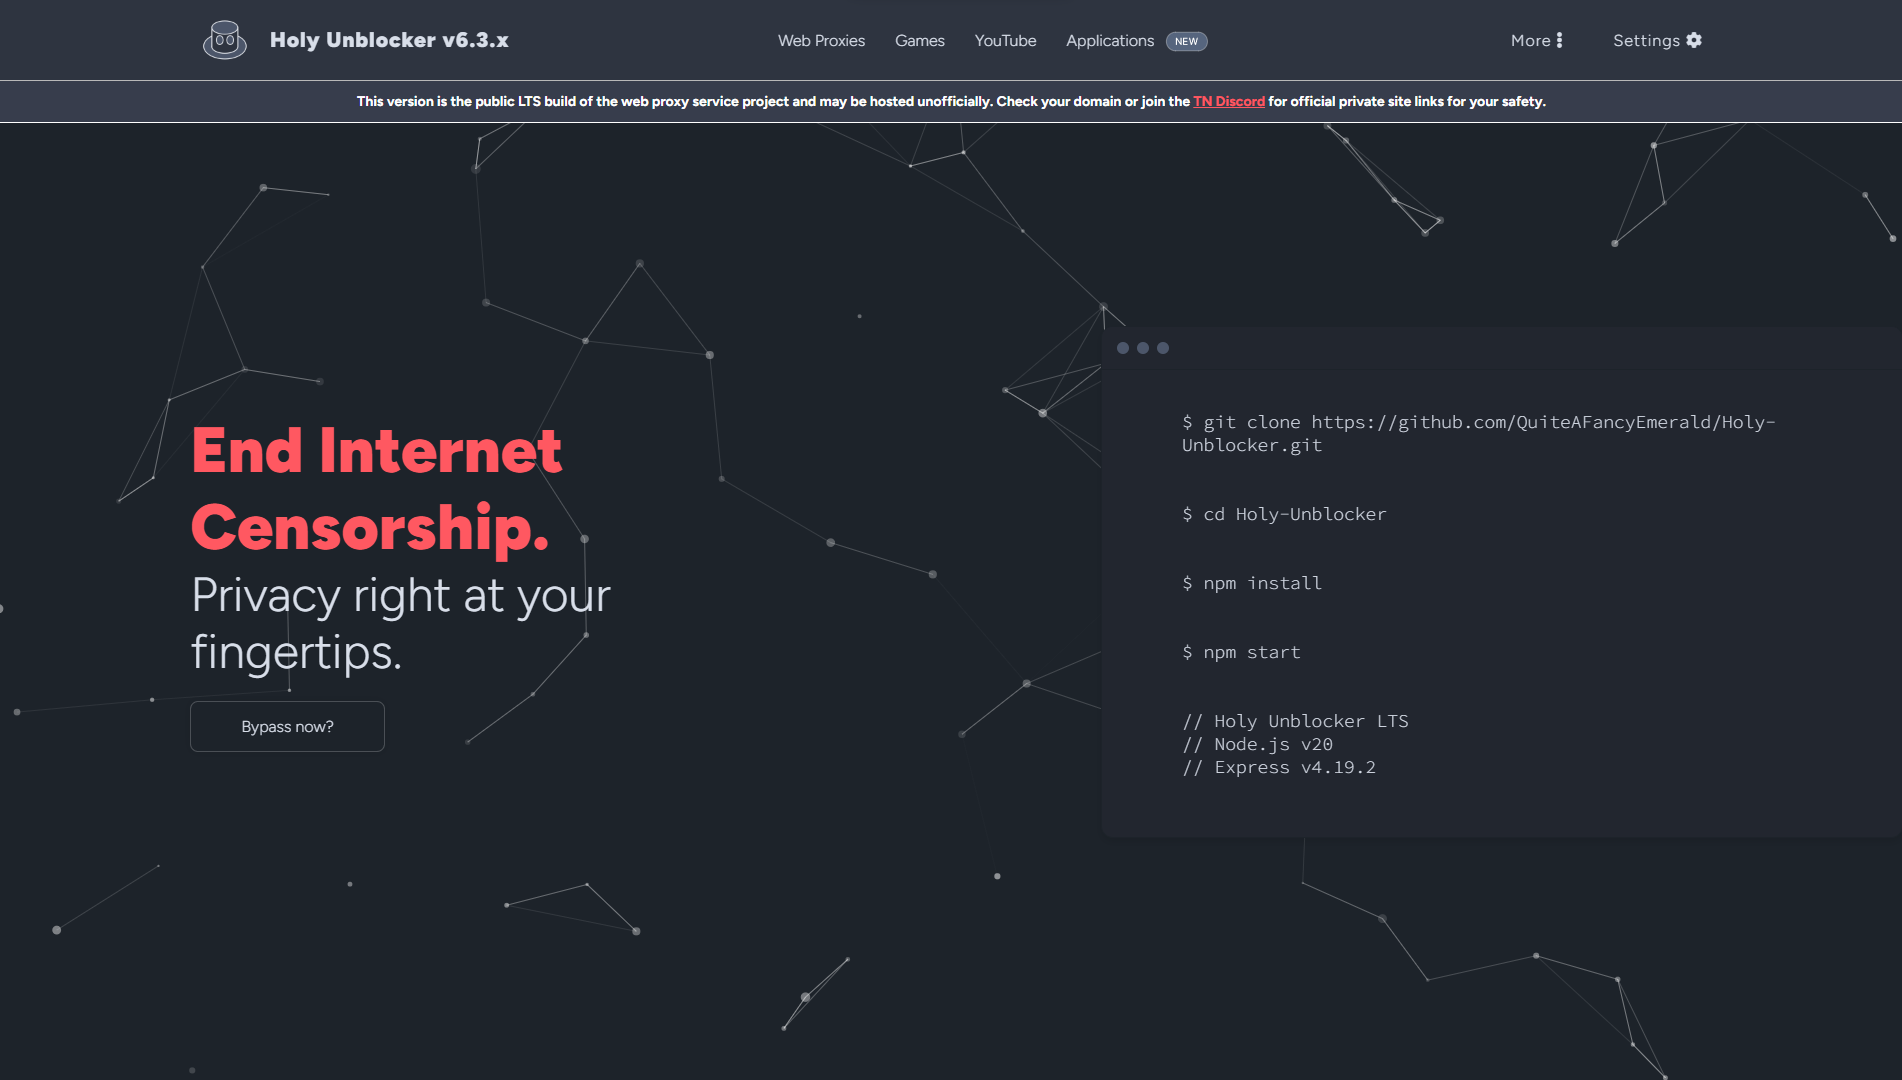 Holy Unblocker v6.3.x
Web Proxies
Games
YouTube
Applications
NEW
More
Settings
This version is the public LTS build of the web proxy service project and may be hosted unofficially. Check your domain or join the TN Discord for official private site links for your safety.
End Internet
Censorship.
Privacy right at your
fingertips.
Bypass now?
$ git clone https://github.com/QuiteAFancyEmerald/Holy-
Unblocker.git
$ cd Holy-Unblocker
$ npm install
$ npm start
// Holy Unblocker LTS
// Node.js v20
// Express v4.19.2